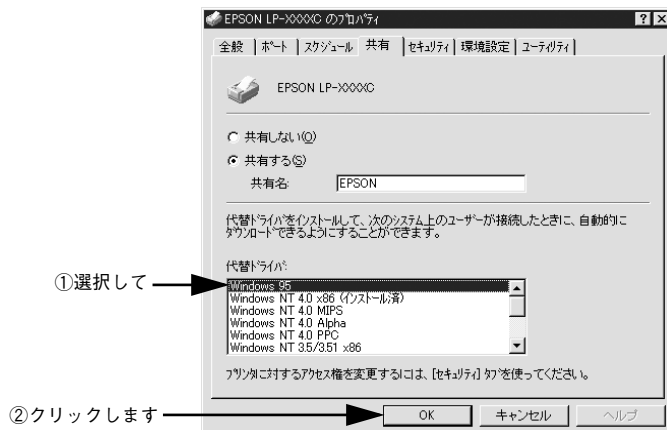 EPSON LP-XXXXC のプロパティ
全般 ポート スケジュール 共有 セキュリティ 環境設定 ユーティリティ
EPSON LP-XXXXC
共有しない(O)
共有する(S)
共有名: EPSON
代替ドライバをインストールして、次のシステム上のユーザーが接続したときに、自動的に
ダウンロードできるようにすることができます。
代替ドライバ:
①選択して
Windows 95
Windows NT 4.0 x86 (インストール済)
Windows NT 4.0 MIPS
Windows NT 4.0 Alpha
Windows NT 4.0 PPC
Windows NT 3.5/3.51 x86
プリンタに対するアクセス権を変更するには、[セキュリティ] タブを使ってください。
②クリックします
OK キャンセル ヘルプ